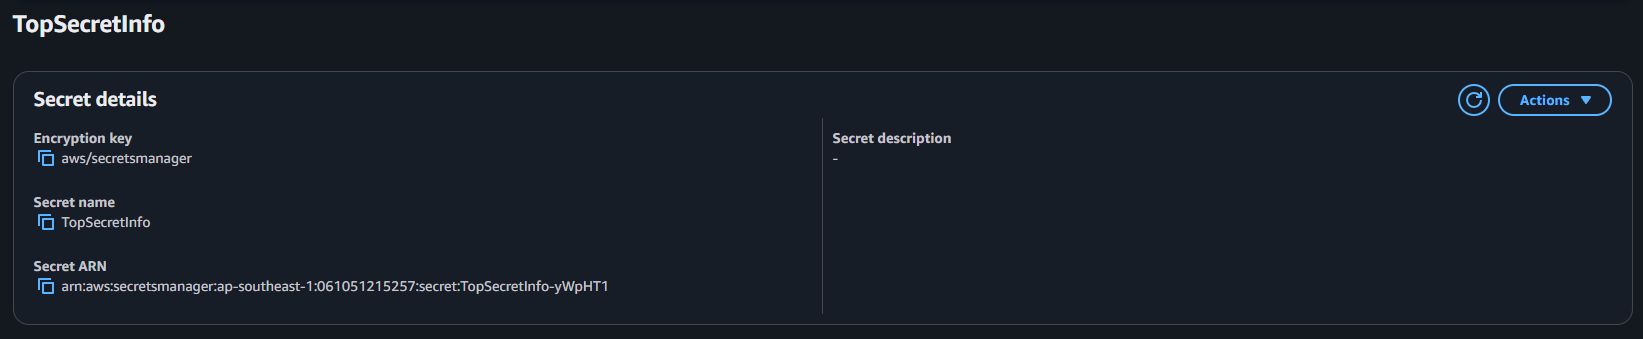 TopSecretInfo
Secret details
Actions
Encryption key
aws/secretsmanager
Secret name
TopSecretInfo
Secret ARN
arn:aws:secretsmanager:ap-southeast-1:061051215257:secret:TopSecretInfo-yWpHT1
Secret description
-